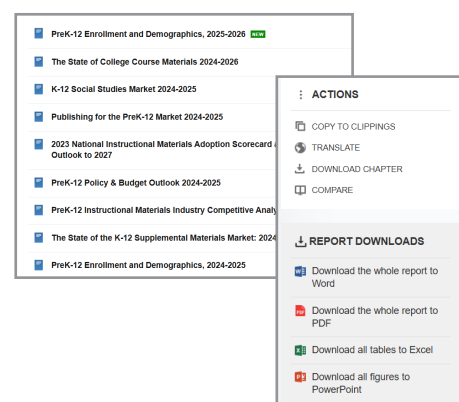 PreK-12 Enrollment and Demographics, 2025-2026 NEW
The State of College Course Materials 2024-2026
K-12 Social Studies Market 2024-2025
Publishing for the PreK-12 Market 2024-2025
2023 National Instructional Materials Adoption Scorecard
Outlook to 2027
PreK-12 Policy & Budget Outlook 2024-2025
PreK-12 Instructional Materials Industry Competitive
The State of the K-12 Supplemental Materials Market: 2024
PreK-12 Enrollment and Demographics, 2024-2025
ACTIONS
COPY TO CLIPPINGS
TRANSLATE
DOWNLOAD CHAPTER
COMPARE
REPORT DOWNLOADS
Download the whole report to
Word
Download the whole report to
PDF
Download all tables to Excel
Download all figures to
PowerPoint